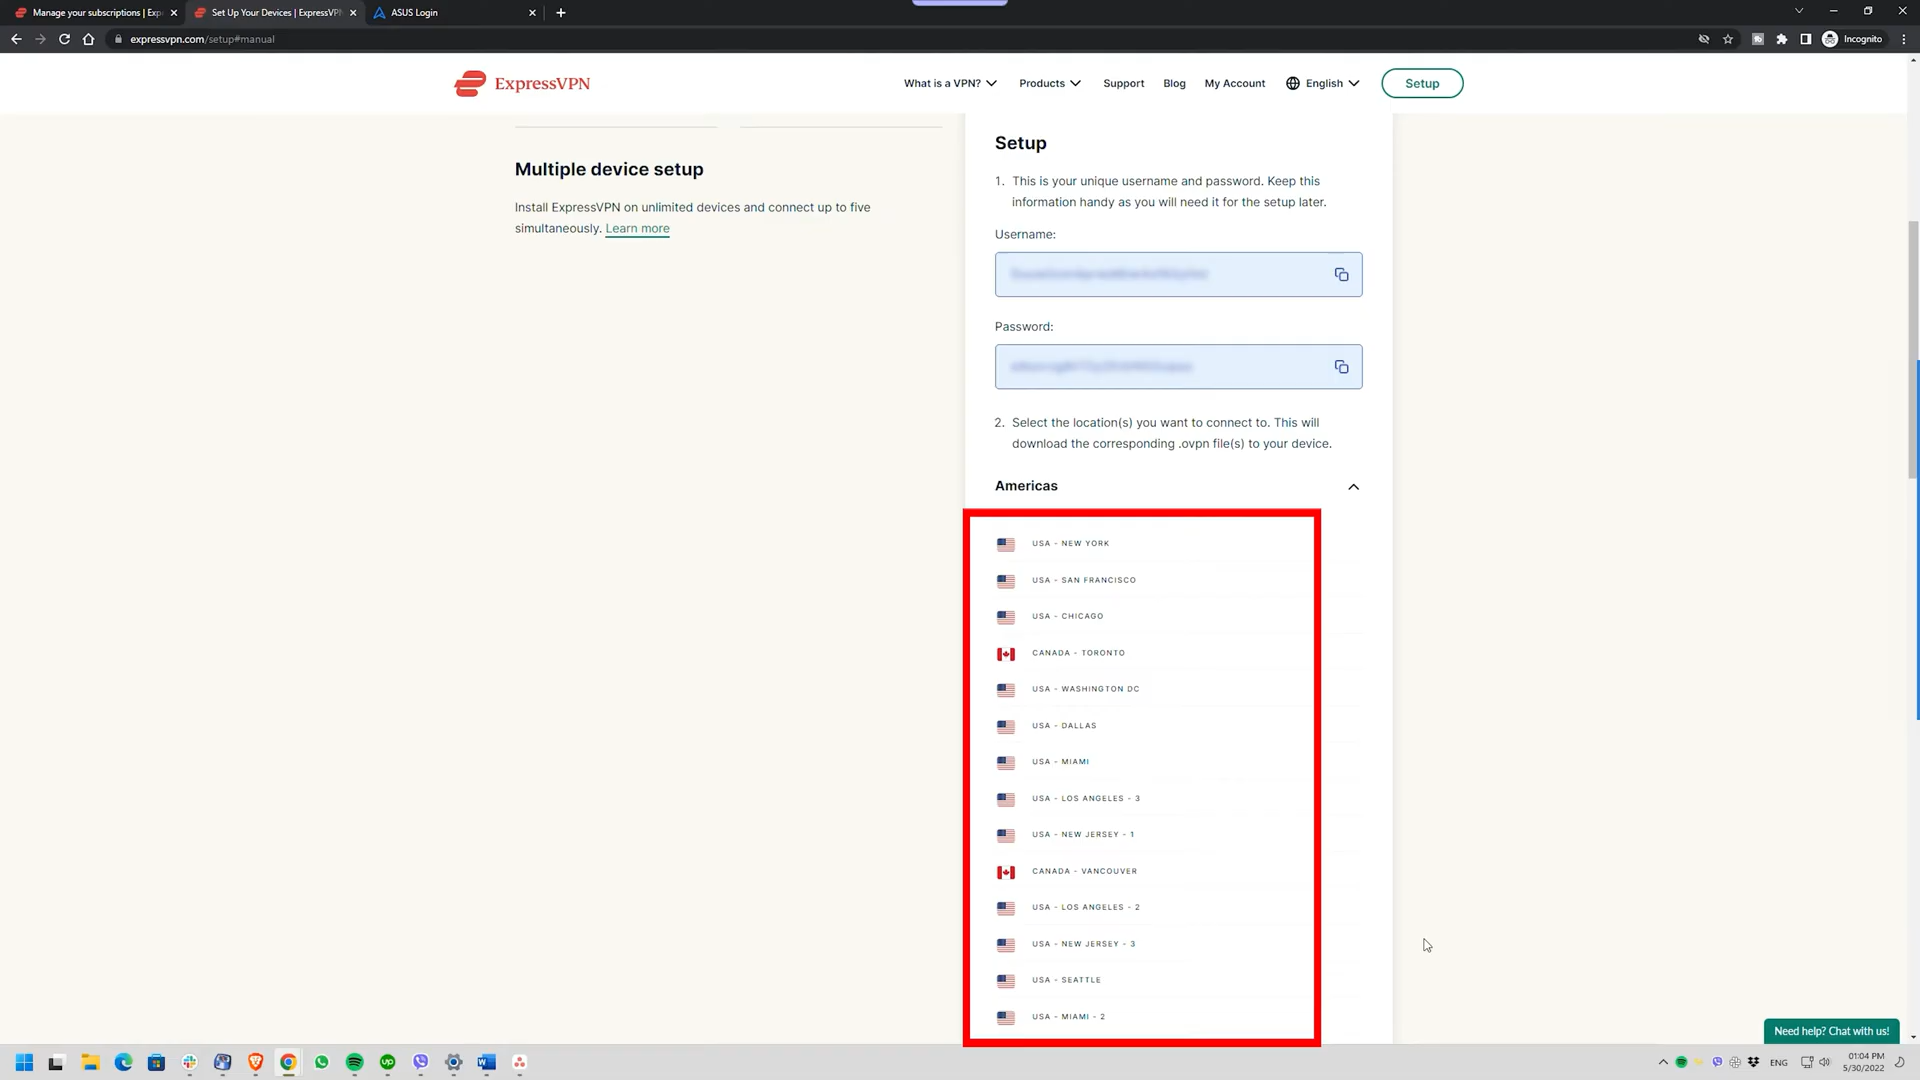 Manage your subscriptions | Exp
Set Up Your Devices | ExpressVPN
ASUS Login
expressvpn.com/setup#manual
Incognito
ExpressVPN
What is a VPN?
Products
Support
Blog
My Account
English
Setup
Multiple device setup
Install ExpressVPN on unlimited devices and connect up to five
simultaneously. Learn more
Setup
1. This is your unique username and password. Keep this
information handy as you will need it for the setup later.
Username:
Password:
2. Select the location(s) you want to connect to. This will
download the corresponding .ovpn file(s) to your device.
Americas
USA - NEW YORK
USA - SAN FRANCISCO
USA - CHICAGO
CANADA - TORONTO
USA - WASHINGTON DC
USA - DALLAS
USA - MIAMI
USA - LOS ANGELES - 3
USA - NEW JERSEY - 1
CANADA - VANCOUVER
USA - LOS ANGELES - 2
USA - NEW JERSEY - 3
USA - SEATTLE
USA - MIAMI - 2
Need help? Chat with us!
ENG
01:04 PM
5/30/2022